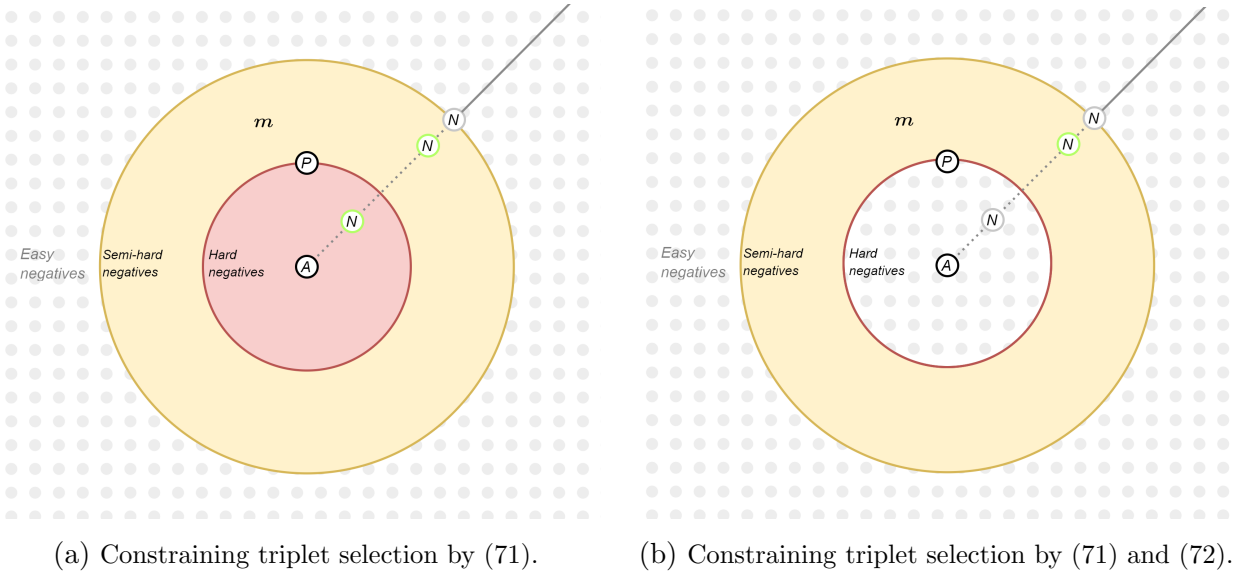 m
N
N
P
N
Easy
negatives
Semi-hard
negatives
Hard
negatives
A
m
N
N
P
N
Easy
negatives
Semi-hard
negatives
Hard
negatives
A
(a) Constraining triplet selection by (71).
(b) Constraining triplet selection by (71) and (72).